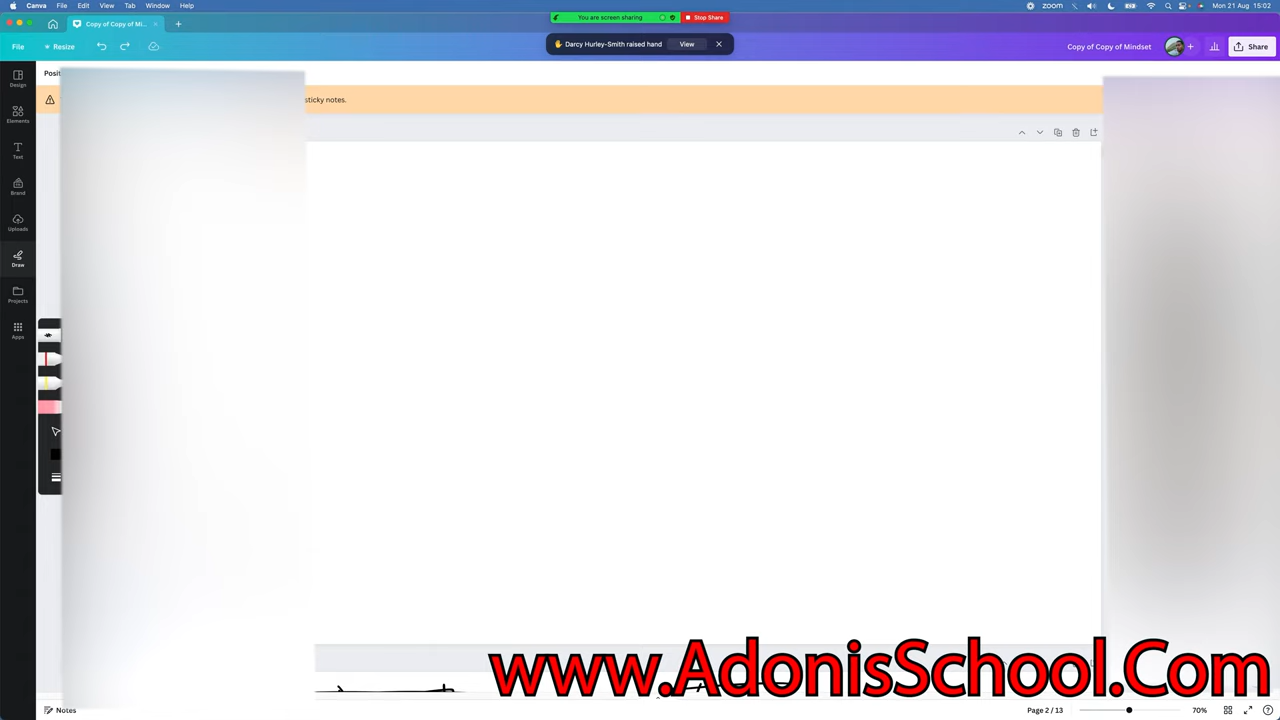 Canva File Edit View Tab Window Help
You are screen sharing
Stop Share
zoom
Mon 21 Aug 15:02
Copy of Copy of Mi...
Darcy Hurley-Smith raised hand
View
File
Resize
Copy of Copy of Mindset
Share
Posit
sticky notes.
Design
Elements
Text
Brand
Uploads
Draw
Projects
Apps
www.AdonisSchool.Com
Notes
Page 2 / 13
70%